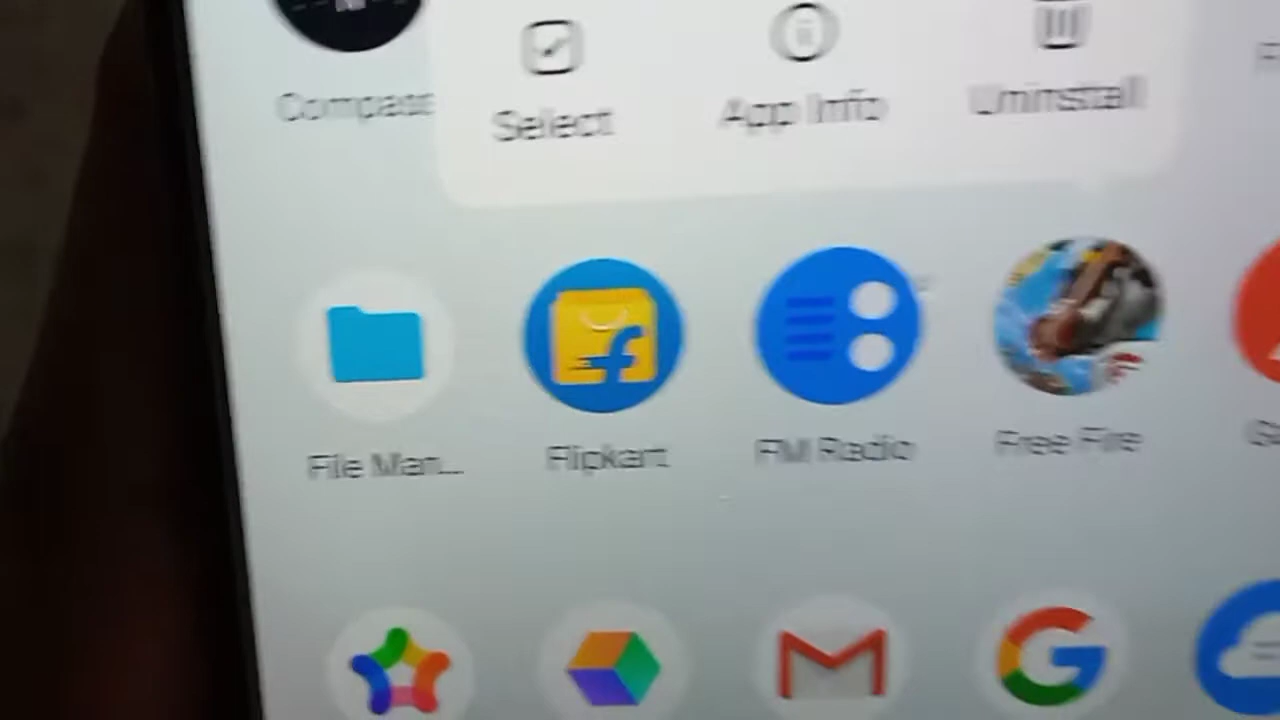 Compass
Select
App Info
Uninstall
File Man...
Flipkart
FM Radio
Free Fire